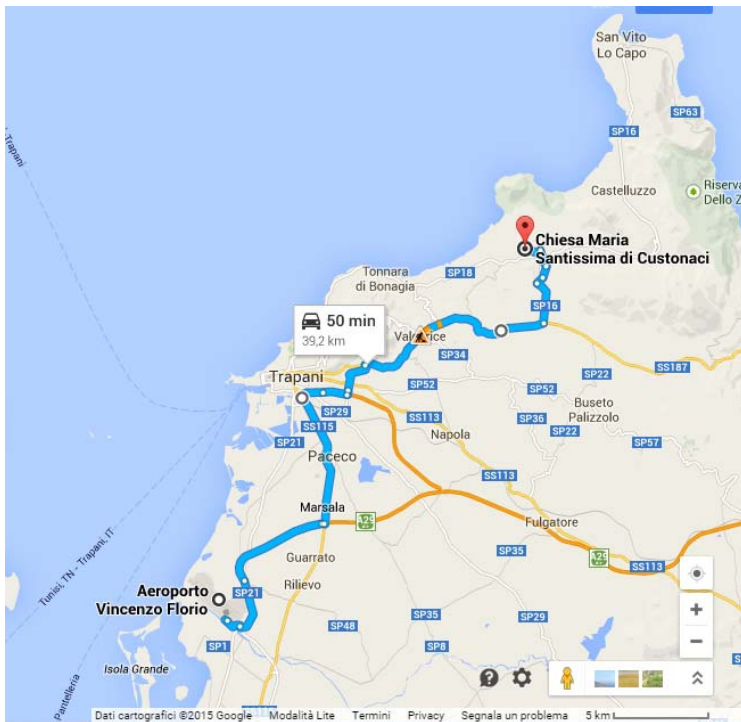 San Vito
Lo Capo
SP63
SP16
Trapani
Riserva
Dello Z
Castelluzzo
Chiesa Maria
Santissima di Custonaci
Tonnara
di Bonagia
SP18
SP16
50 min
39,2 km
Valderice
SP34
SS187
Trapani
SP22
SP52
SP52
SP29
Buseto
Palizzolo
SS115
SS113
SP36
SP21
SP22
Napola
SP57
Paceco
SS113
Marsala
A29
Fulgatore
SP35
A29
Guarrato
SS113
Aeroporto
Vincenzo Florio
SP21
Rilievo
Tunisi, TN - Trapani, IT
SP35
SP29
SP48
SP1
SP8
Isola Grande
Pantelleria
Dati cartografici ©2015 Google Modalità Lite Termini Privacy Segnala un problema 5 km